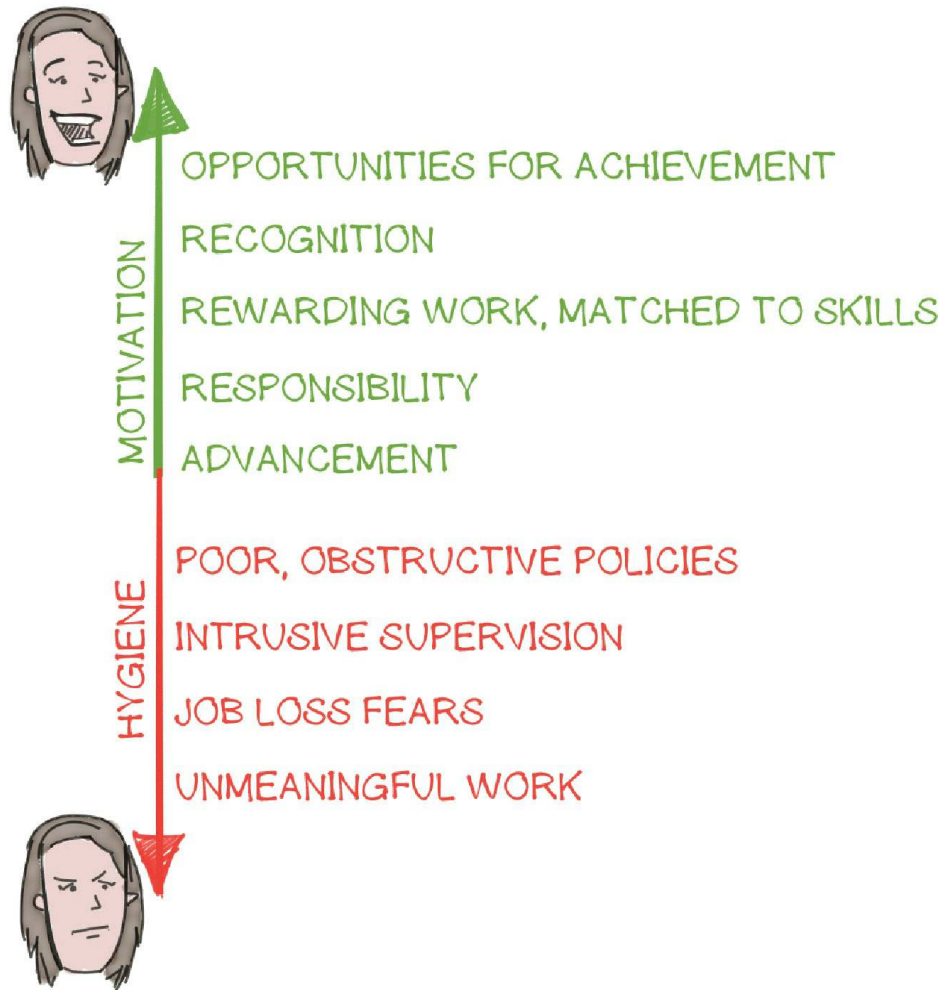 OPPORTUNITIES FOR ACHIEVEMENT
RECOGNITION
REWARDING WORK, MATCHED TO SKILLS
RESPONSIBILITY
ADVANCEMENT
MOTIVATION
POOR, OBSTRUCTIVE POLICIES
INTRUSIVE SUPERVISION
JOB LOSS FEARS
UNMEANINGFUL WORK
HYGIENE